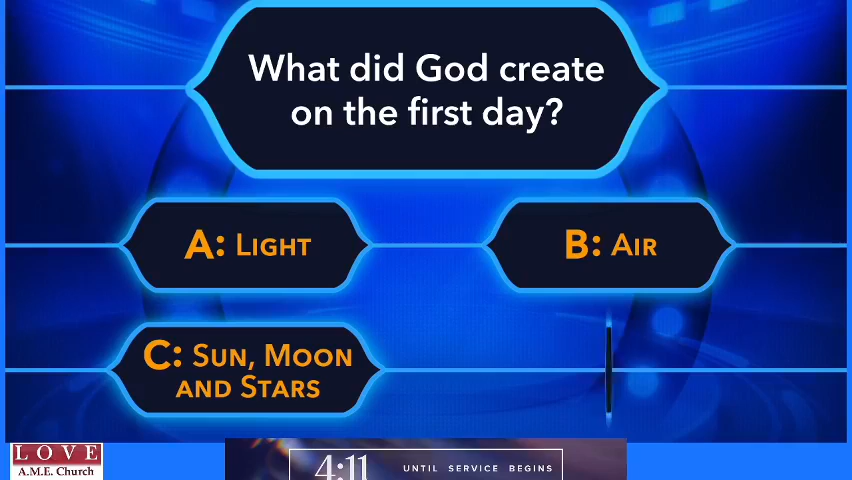 What did God create
on the first day?
A: Light
B: Air
C: Sun, Moon
and Stars
LOVE
A.M.E. Church
4:11 UNTIL SERVICE BEGINS